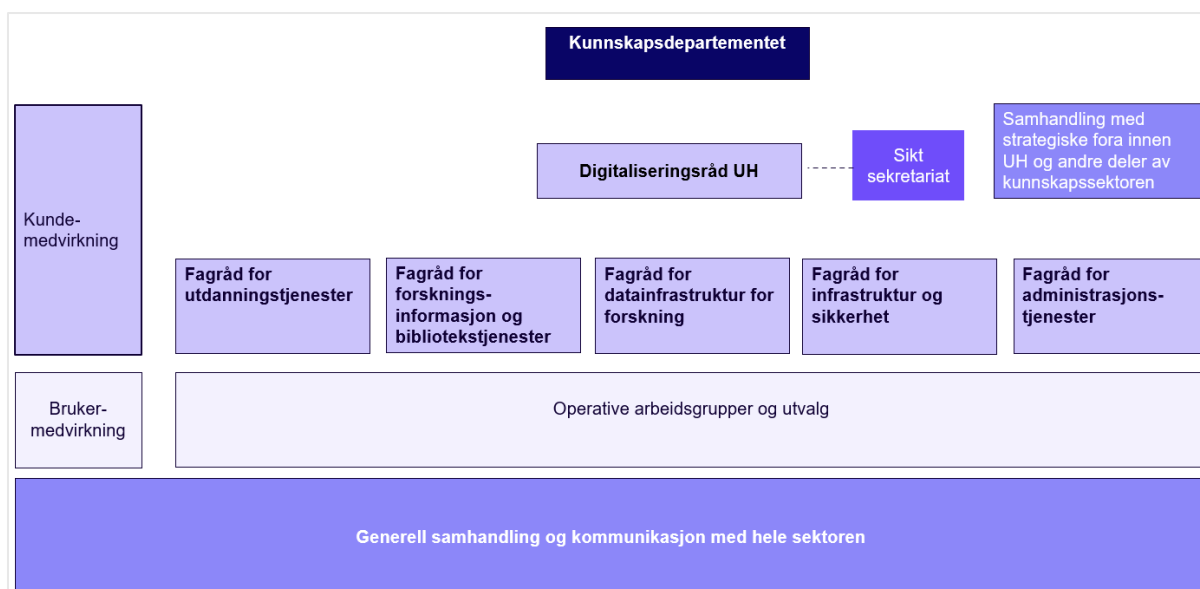 Kunnskapsdepartementet
Samhandling med
strategiske fora innen
UH og andre deler av
kunnskapssektoren
Digitaliseringsråd UH
Sikt
sekretariat
Kunde-
medvirkning
Fagråd for
utdanningstjenester
Fagråd for
forsknings-
informasjon og
bibliotekstjenester
Fagråd for
datainfrastruktur for
forskning
Fagråd for
infrastruktur og
sikkerhet
Fagråd for
administrasjons-
tjenester
Bruker-
medvirkning
Operative arbeidsgrupper og utvalg
Generell samhandling og kommunikasjon med hele sektoren